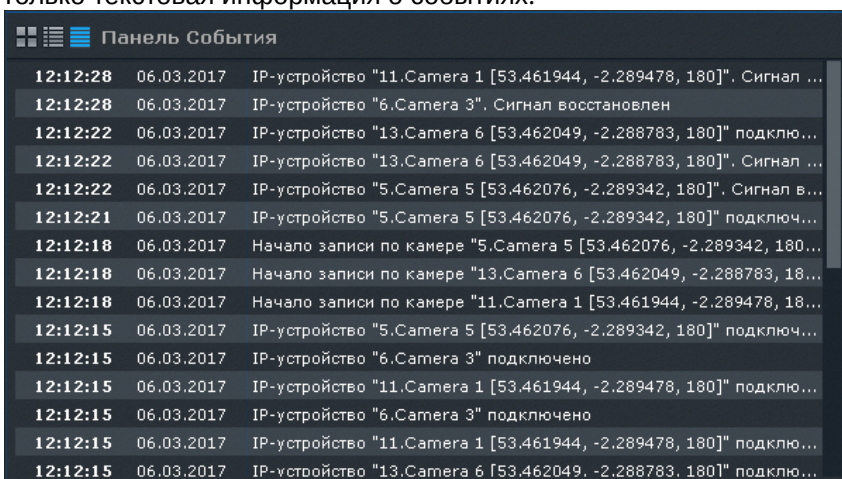 только текстовая информация о событиях.
Панель События
12:12:28 06.03.2017 IP-устройство "11.Camera 1 [53.461944, -2.289478, 180]". Сигнал ...
12:12:28 06.03.2017 IP-устройство "6.Camera 3". Сигнал восстановлен
12:12:22 06.03.2017 IP-устройство "13.Camera 6 [53.462049, -2.288783, 180]" подклю...
12:12:22 06.03.2017 IP-устройство "13.Camera 6 [53.462049, -2.288783, 180]". Сигнал ...
12:12:22 06.03.2017 IP-устройство "5.Camera 5 [53.462076, -2.289342, 180]". Сигнал в...
12:12:21 06.03.2017 IP-устройство "5.Camera 5 [53.462076, -2.289342, 180]" подключ...
12:12:18 06.03.2017 Начало записи по камере "5.Camera 5 [53.462076, -2.289342, 180...
12:12:18 06.03.2017 Начало записи по камере "13.Camera 6 [53.462049, -2.288783, 18...
12:12:18 06.03.2017 Начало записи по камере "11.Camera 1 [53.461944, -2.289478, 18...
12:12:15 06.03.2017 IP-устройство "5.Camera 5 [53.462076, -2.289342, 180]" подключ...
12:12:15 06.03.2017 IP-устройство "6.Camera 3" подключено
12:12:15 06.03.2017 IP-устройство "11.Camera 1 [53.461944, -2.289478, 180]" подклю...
12:12:15 06.03.2017 IP-устройство "6.Camera 3" подключено
12:12:15 06.03.2017 IP-устройство "11.Camera 1 [53.461944, -2.289478, 180]" подклю...
12:12:15 06.03.2017 IP-устройство "13.Camera 6 [53.462049, -2.288783, 180]" подклю...